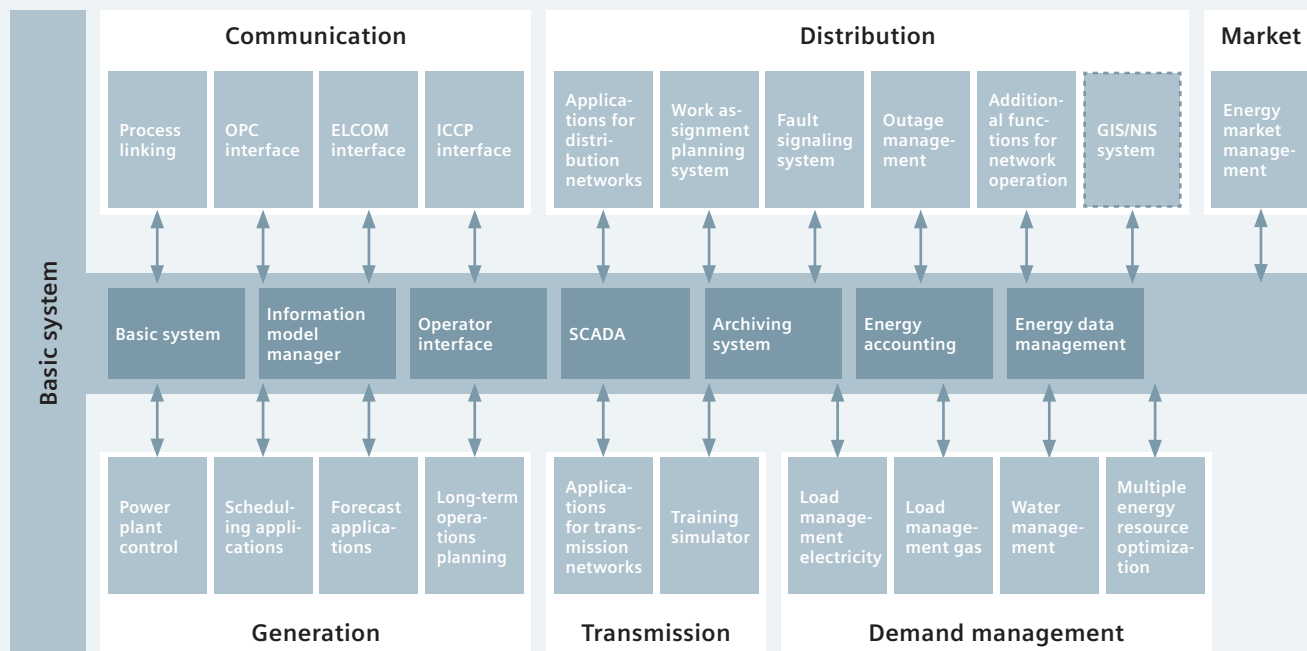 Communication
Distribution
Market
Process
linking
OPC
interface
ELCOM
interface
ICCP
interface
Applica-
tions for
distri-
bution
networks
Work as-
signment
planning
system
Fault
signaling
system
Outage
manage-
ment
Addition-
al func-
tions for
network
operation
GIS/NIS
system
Energy
market
manage-
ment
Basic system
Basic system
Information
model
manager
Operator
interface
SCADA
Archiving
system
Energy
accounting
Energy data
management
Power
plant
control
Schedul-
ing appli-
cations
Forecast
applica-
tions
Long-term
opera-
tions
planning
Applica-
tions
for trans-
mission
networks
Training
simulator
Load
manage-
ment
electricity
Load
manage-
ment gas
Water
manage-
ment
Multiple
energy
resource
optimiza-
tion
Generation
Transmission
Demand management